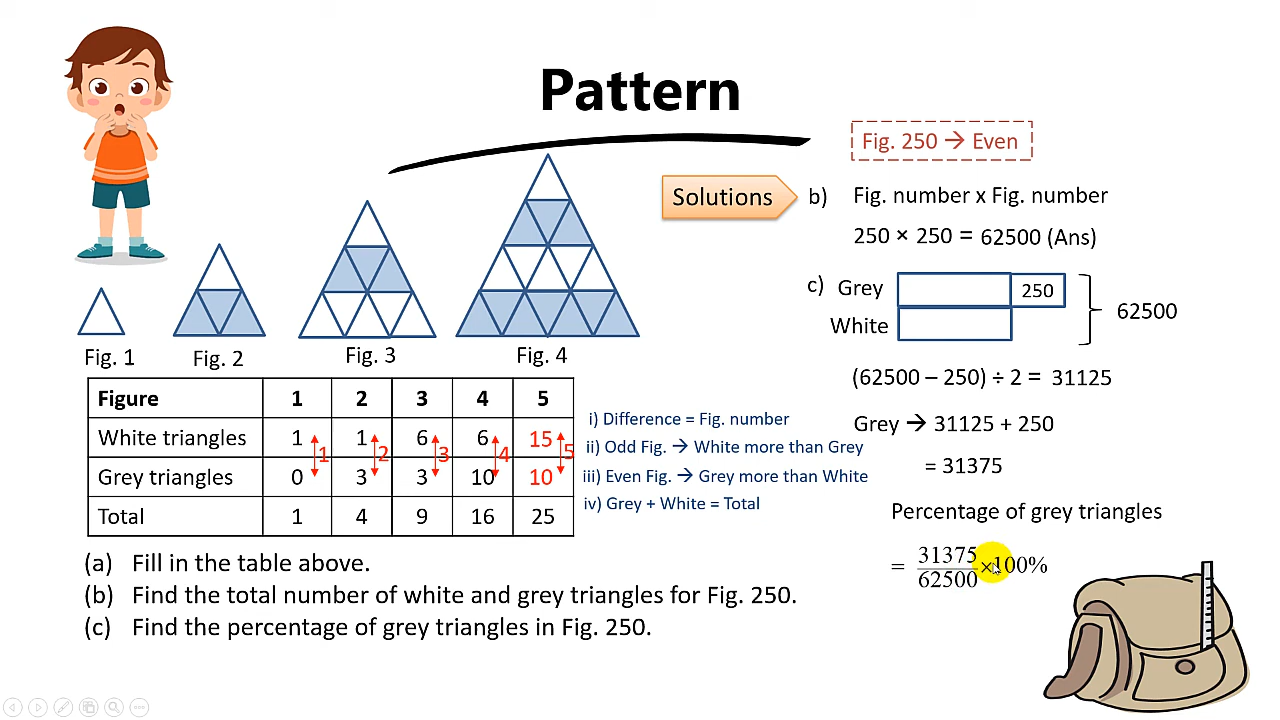 Pattern
Fig. 250 → Even
Solutions
b) Fig. number x Fig. number
250 × 250 = 62500 (Ans)
c) Grey 250
White
62500
(62500 – 250) ÷ 2 = 31125
Grey → 31125 + 250
= 31375
Percentage of grey triangles
= 31375/62500 ×100%
Fig. 1 Fig. 2 Fig. 3 Fig. 4
Figure 1 2 3 4 5
White triangles 1 1 6 6 15
1 2 3 4 5
Grey triangles 0 3 3 10 10
Total 1 4 9 16 25
i) Difference = Fig. number
ii) Odd Fig. → White more than Grey
iii) Even Fig. → Grey more than White
iv) Grey + White = Total
(a) Fill in the table above.
(b) Find the total number of white and grey triangles for Fig. 250.
(c) Find the percentage of grey triangles in Fig. 250.